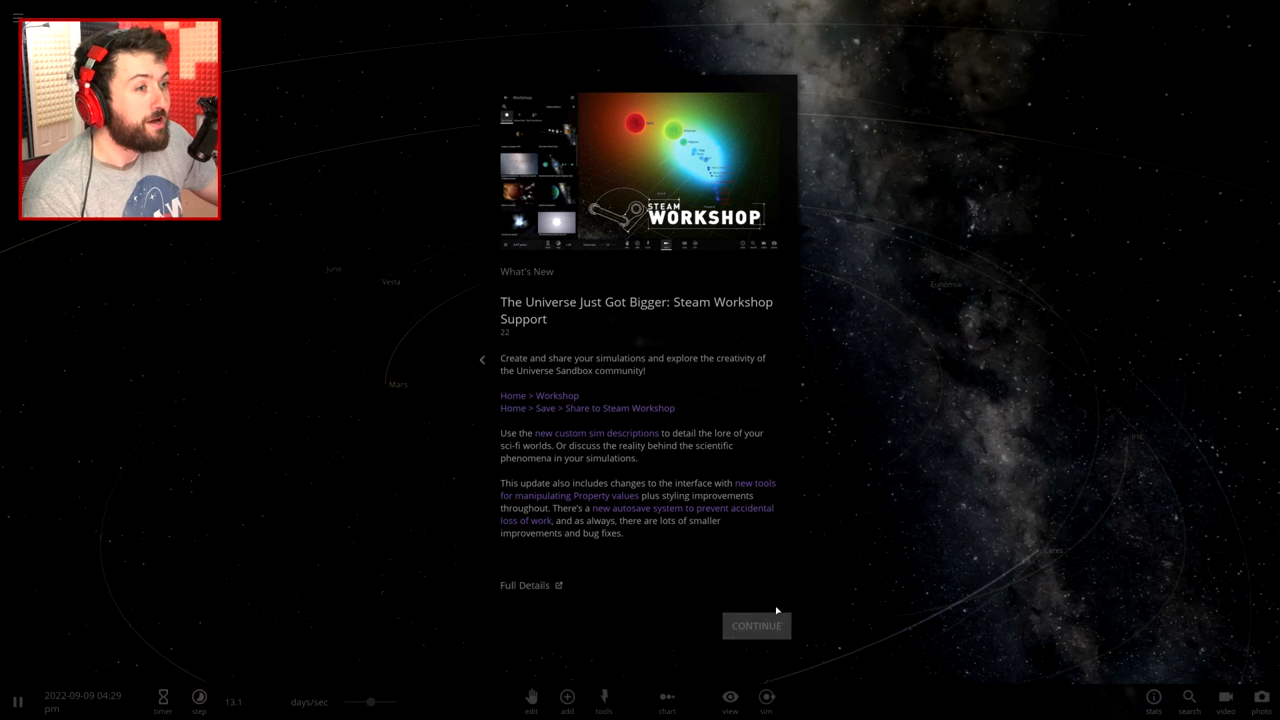 Workshop
STEAM
WORKSHOP
What's New
The Universe Just Got Bigger: Steam Workshop
Support
22
Create and share your simulations and explore the creativity of
the Universe Sandbox community!
Home > Workshop
Home > Save > Share to Steam Workshop
Use the new custom sim descriptions to detail the lore of your
sci-fi worlds. Or discuss the reality behind the scientific
phenomena in your simulations.
This update also includes changes to the interface with new tools
for manipulating Property values plus styling improvements
throughout. There's a new autosave system to prevent accidental
loss of work, and as always, there are lots of smaller
improvements and bug fixes.
Full Details
CONTINUE
Juno
Vesta
Mars
Eunomia
Ceres
2022-09-09 04:29
pm
timer
step
13.1
days/sec
edit
add
tools
chart
view
sim
stats
search
video
photo